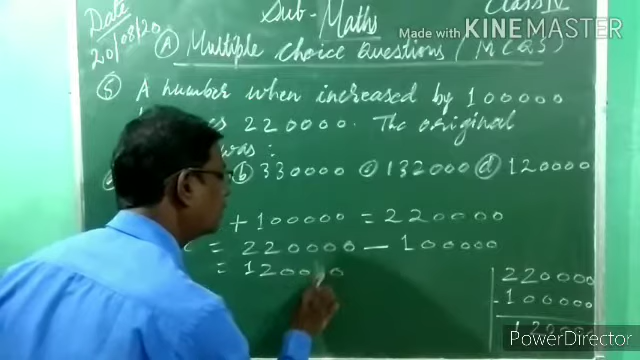 Date
20/08/20
Sub-Maths
Class IV
Made with KINEMASTER
(A) Multiple Choice Questions (MCQS)
(5) A number when increased by 100000
220000. The original
was:
(b) 330000 (c) 132000 (d) 120000
+ 100000 = 220000
= 220000 - 100000
= 120000
220000
- 100000
PowerDirector